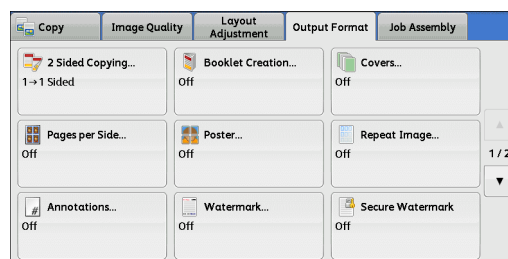 Copy
Image Quality
Layout
Adjustment
Output Format
Job Assembly
2 Sided Copying...
1→1 Sided
Booklet Creation...
Off
Covers...
Off
Pages per Side...
Off
Poster...
Off
Repeat Image...
Off
1/2
Annotations...
Off
Watermark...
Off
Secure Watermark
Off